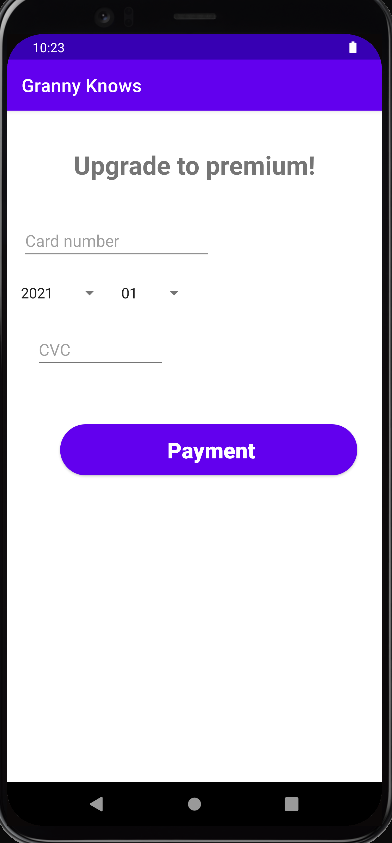 10:23
Granny Knows
Upgrade to premium!
Card number
2021 01
CVC
Payment